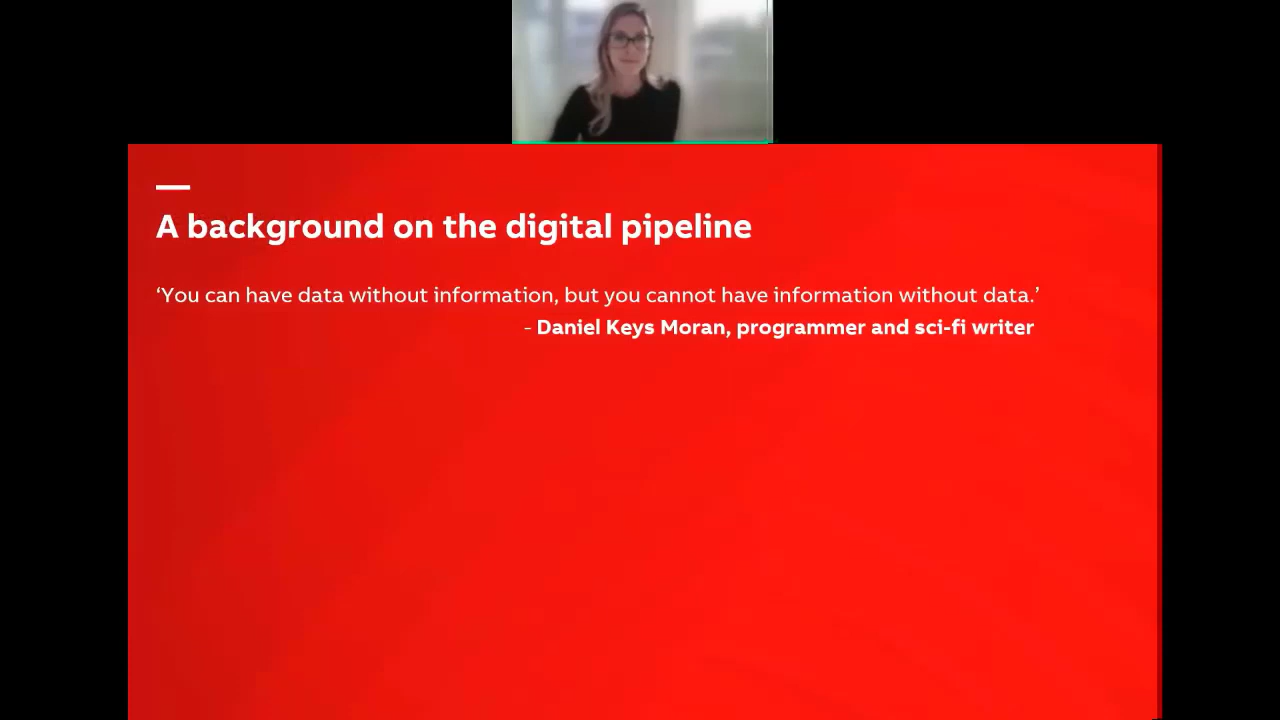 A background on the digital pipeline
‘You can have data without information, but you cannot have information without data.’
- Daniel Keys Moran, programmer and sci-fi writer